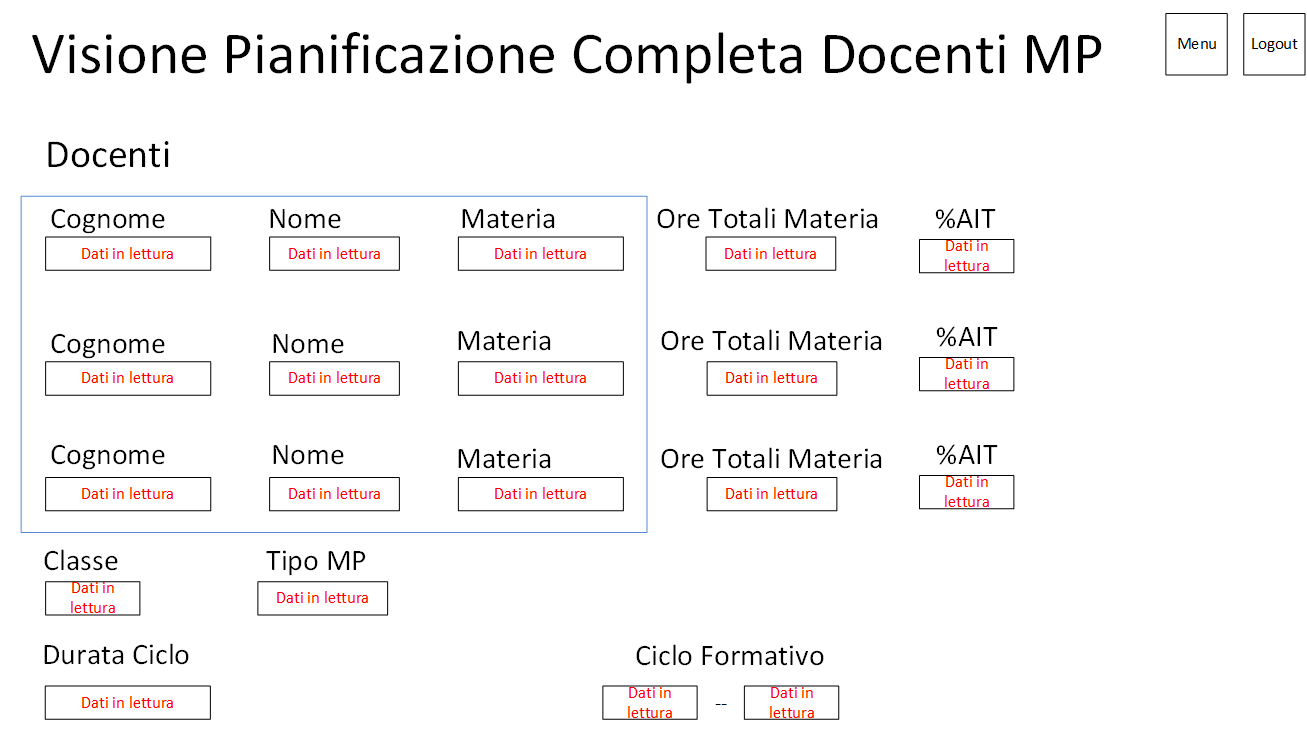 Visione Pianificazione Completa Docenti MP
Menu
Logout
Docenti
Cognome
Nome
Materia
Ore Totali Materia
%AIT
Dati in lettura
Dati in lettura
Dati in lettura
Dati in lettura
Dati in
lettura
Cognome
Nome
Materia
Ore Totali Materia
%AIT
Dati in lettura
Dati in lettura
Dati in lettura
Dati in lettura
Dati in
lettura
Cognome
Nome
Materia
Ore Totali Materia
%AIT
Dati in lettura
Dati in lettura
Dati in lettura
Dati in lettura
Dati in
lettura
Classe
Tipo MP
Dati in
lettura
Dati in lettura
Durata Ciclo
Ciclo Formativo
Dati in lettura
Dati in
lettura
--
Dati in
lettura